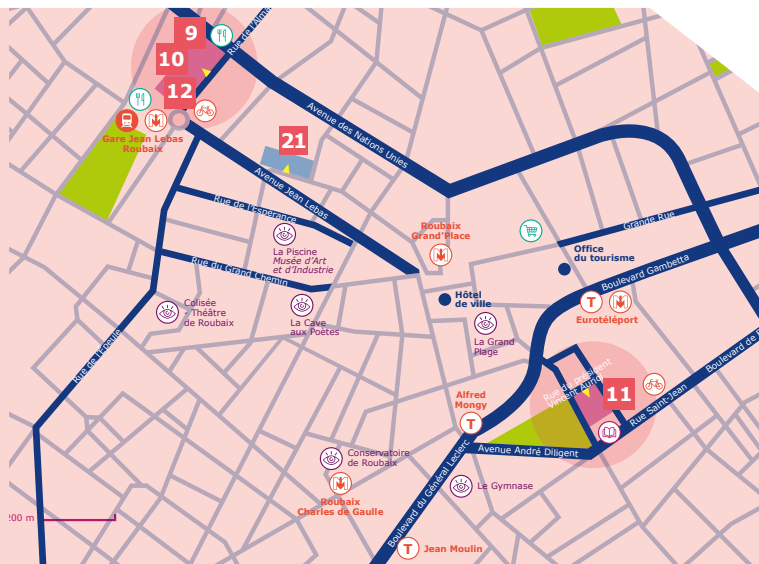 9
Rue de l'Alma
10
12
Gare Jean Lebas
Roubaix
Avenue des Nations Unies
21
Avenue Jean Lebas
Rue de l'Espérance
Roubaix
Grand'Place
Grande Rue
La Piscine
Musée d'Art
et d'Industrie
Office
du tourisme
Rue du Grand Chemin
Boulevard Gambetta
Colisée
- Théâtre
de Roubaix
La Cave
aux Poètes
Hôtel
de ville
T
Eurotéléport
La Grand
Plage
Rue de l'Epeule
Boulevard de
Rue du président
Vincent Auriol
11
Rue Saint-Jean
Alfred
Mongy
T
Avenue André Diligent
Conservatoire
de Roubaix
Boulevard du Général Leclerc
Le Gymnase
Roubaix
Charles de Gaulle
200 m
T
Jean Moulin